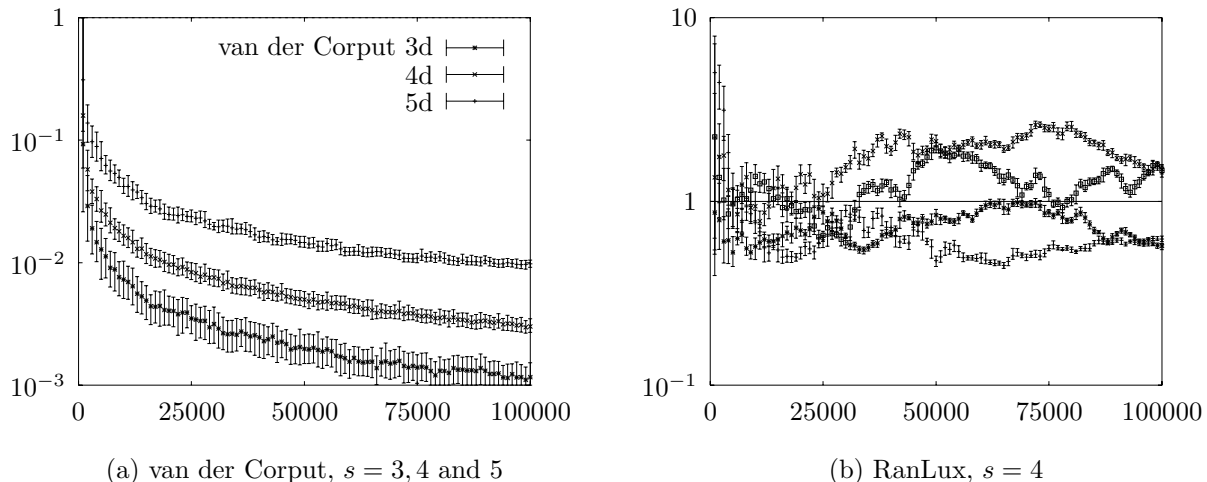 1
van der Corput 3d
4d
5d
10^-1
10^-2
10^-3
0 25000 50000 75000 100000
(a) van der Corput, s = 3, 4 and 5
10
1
10^-1
0 25000 50000 75000 100000
(b) RanLux, s = 4